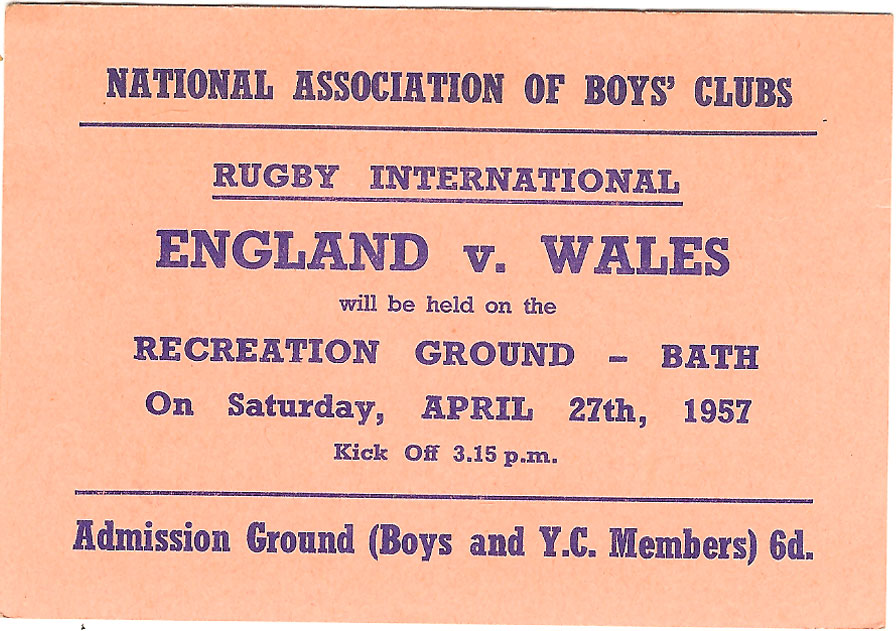 NATIONAL ASSOCIATION OF BOYS' CLUBS
RUGBY INTERNATIONAL
ENGLAND v. WALES
will be held on the
RECREATION GROUND – BATH
On Saturday, APRIL 27th, 1957
Kick Off 3.15 p.m.
Admission Ground (Boys and Y.C. Members) 6d.